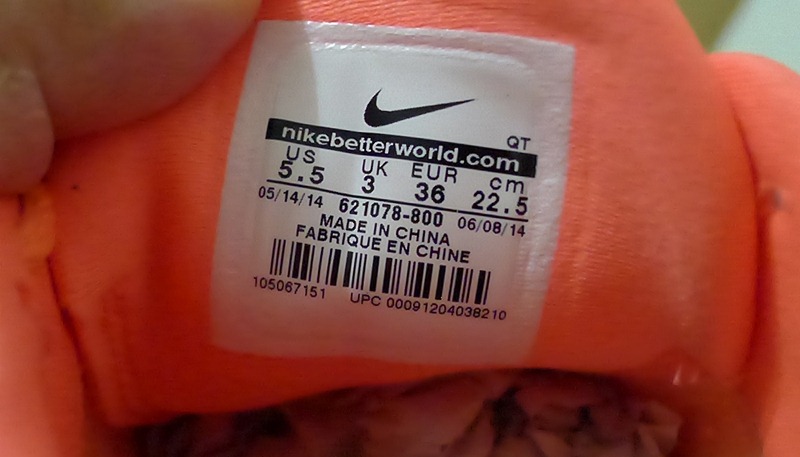 QT
nikebetterworld.com
US UK EUR cm
5.5 3 36 22.5
05/14/14 621078-800 06/08/14
MADE IN CHINA
FABRIQUE EN CHINE
105067151 UPC 00091204038210